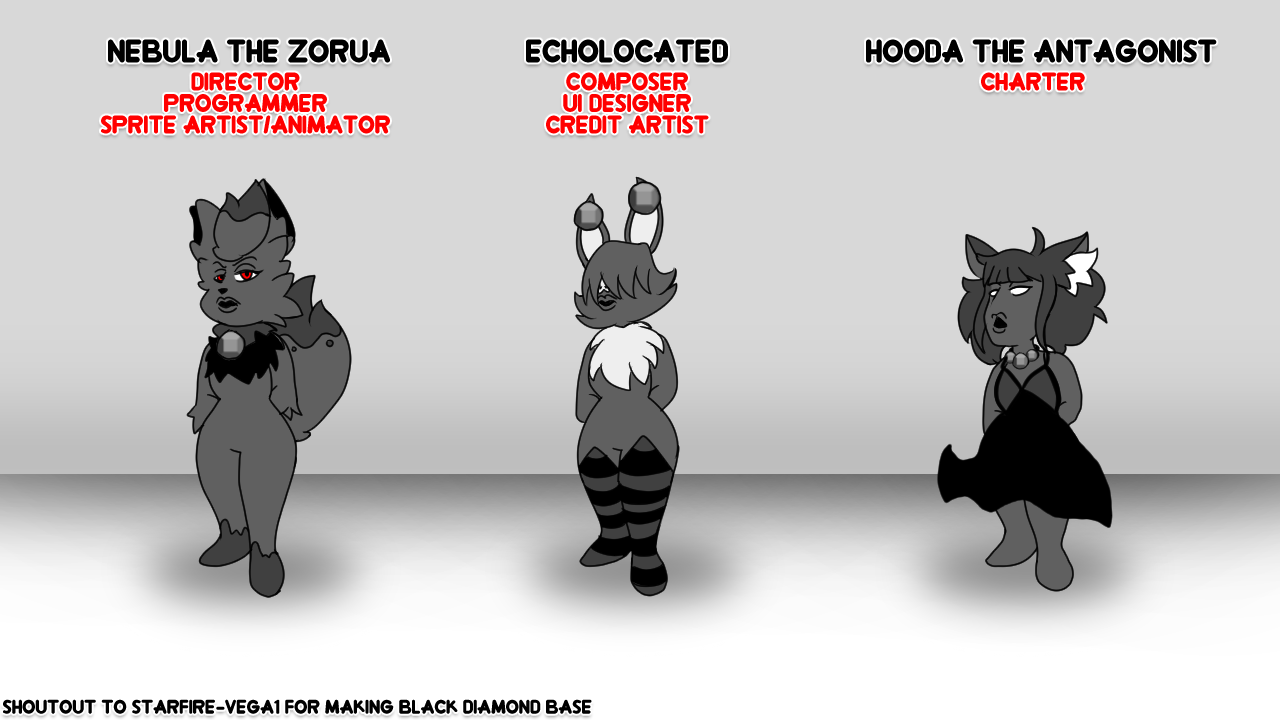 NEBULA THE ZORUA
DIRECTOR
PROGRAMMER
SPRITE ARTIST/ANIMATOR
ECHOLOCATED
COMPOSER
UI DESIGNER
CREDIT ARTIST
HOODA THE ANTAGONIST
CHARTER
SHOUTOUT TO STARFIRE-VEGA1 FOR MAKING BLACK DIAMOND BASE